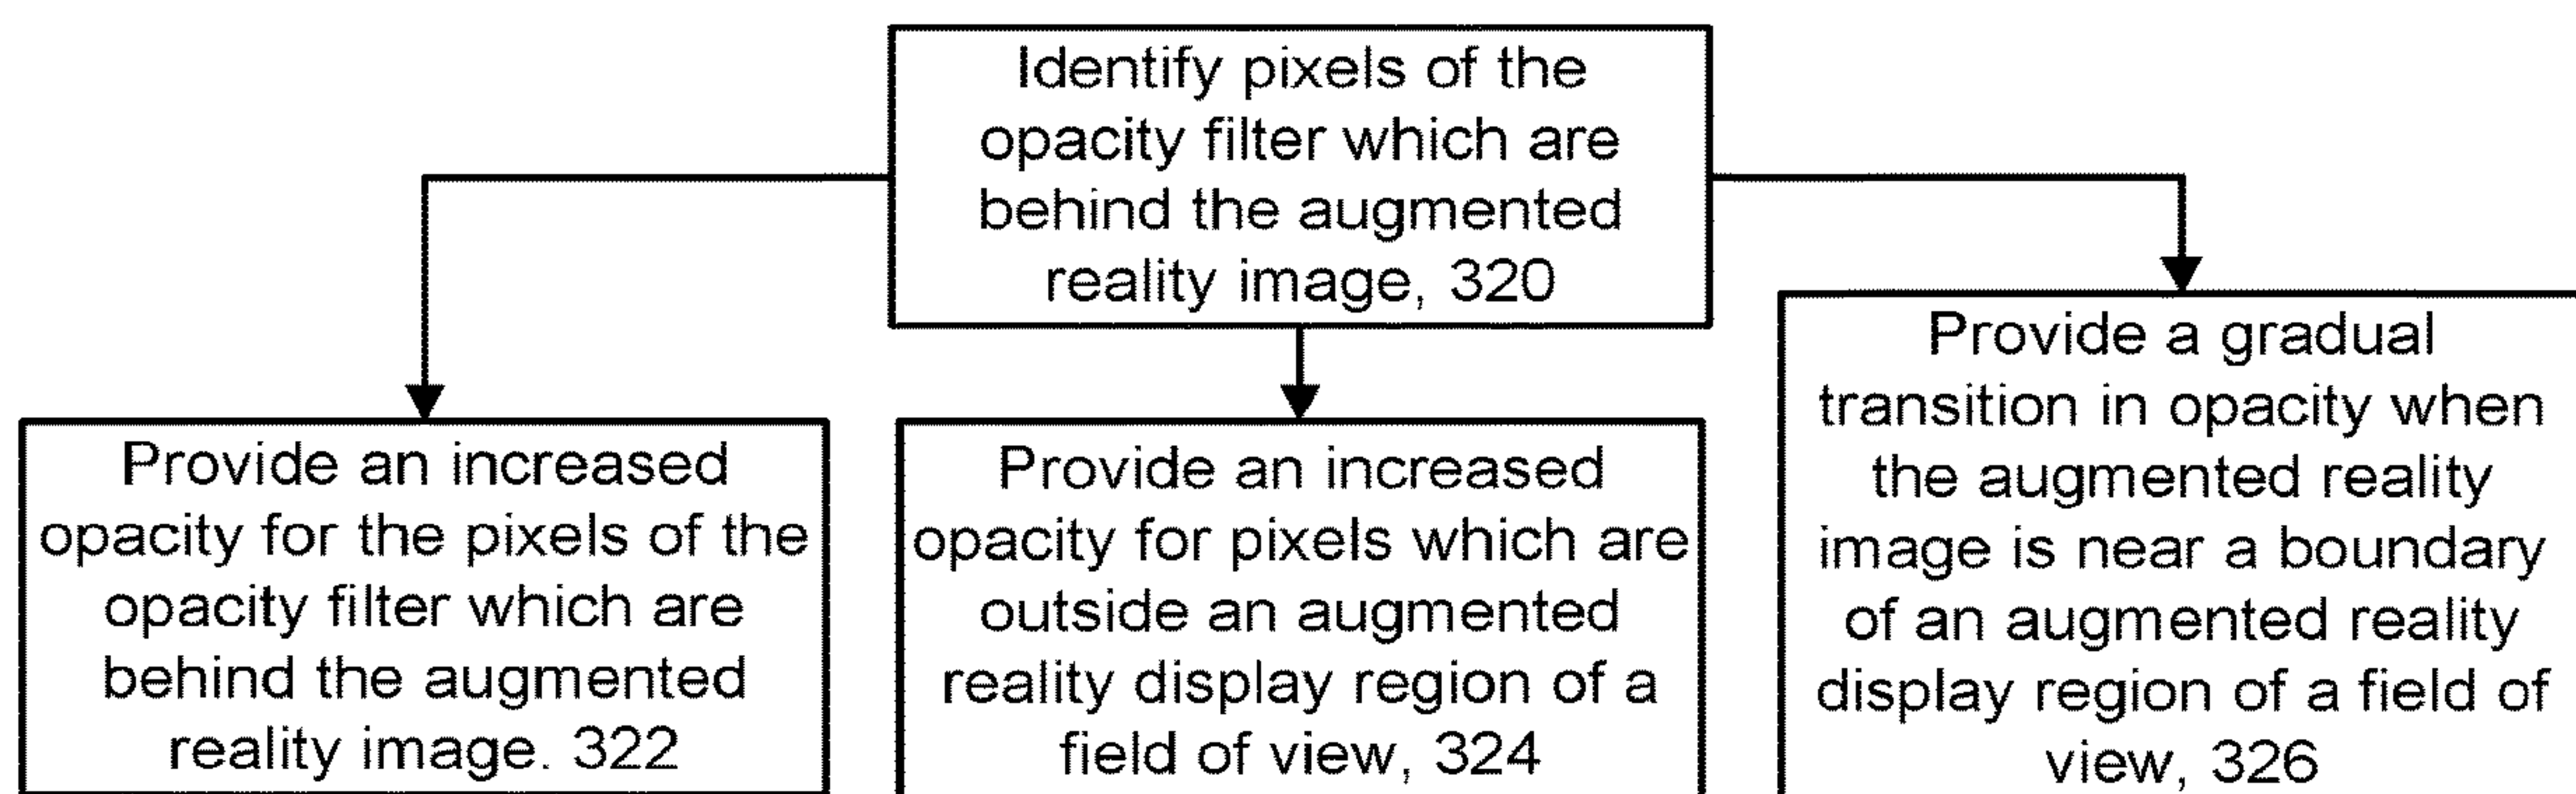 Identify pixels of the
opacity filter which are
behind the augmented
reality image, 320
Provide an increased
opacity for the pixels of the
opacity filter which are
behind the augmented
reality image. 322
Provide an increased
opacity for pixels which are
outside an augmented
reality display region of a
field of view, 324
Provide a gradual
transition in opacity when
the augmented reality
image is near a boundary
of an augmented reality
display region of a field of
view, 326